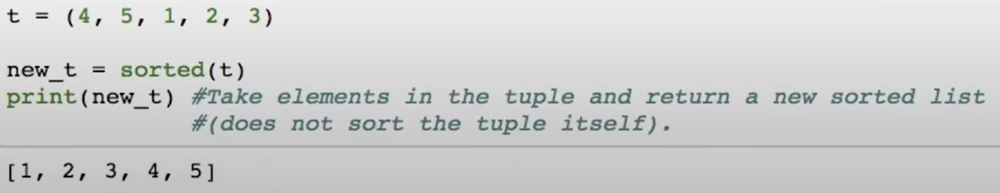 t = (4, 5, 1, 2, 3)
new_t = sorted(t)
print(new_t) #Take elements in the tuple and return a new sorted list
#(does not sort the tuple itself).
[1, 2, 3, 4, 5]